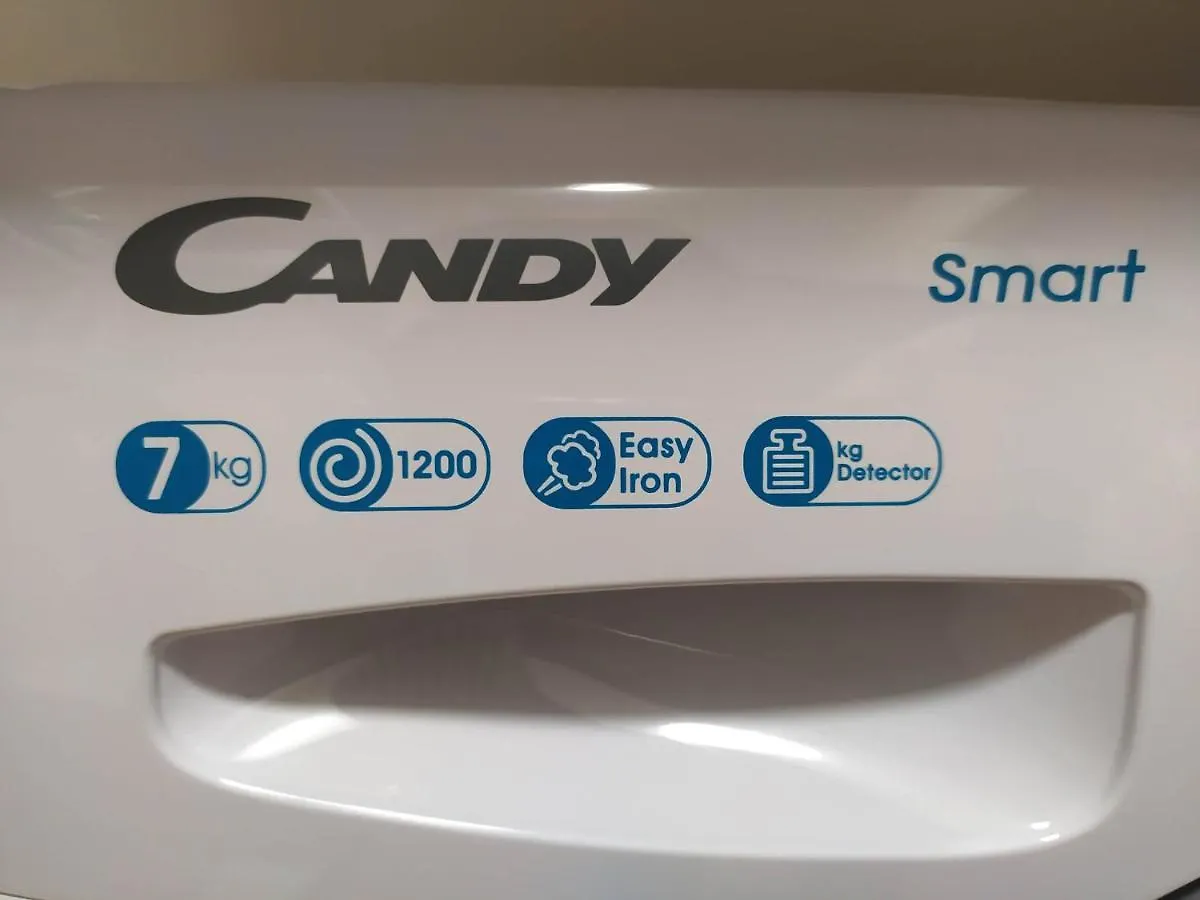 CANDY
Smart
7 kg
1200
Easy
Iron
kg
Detector